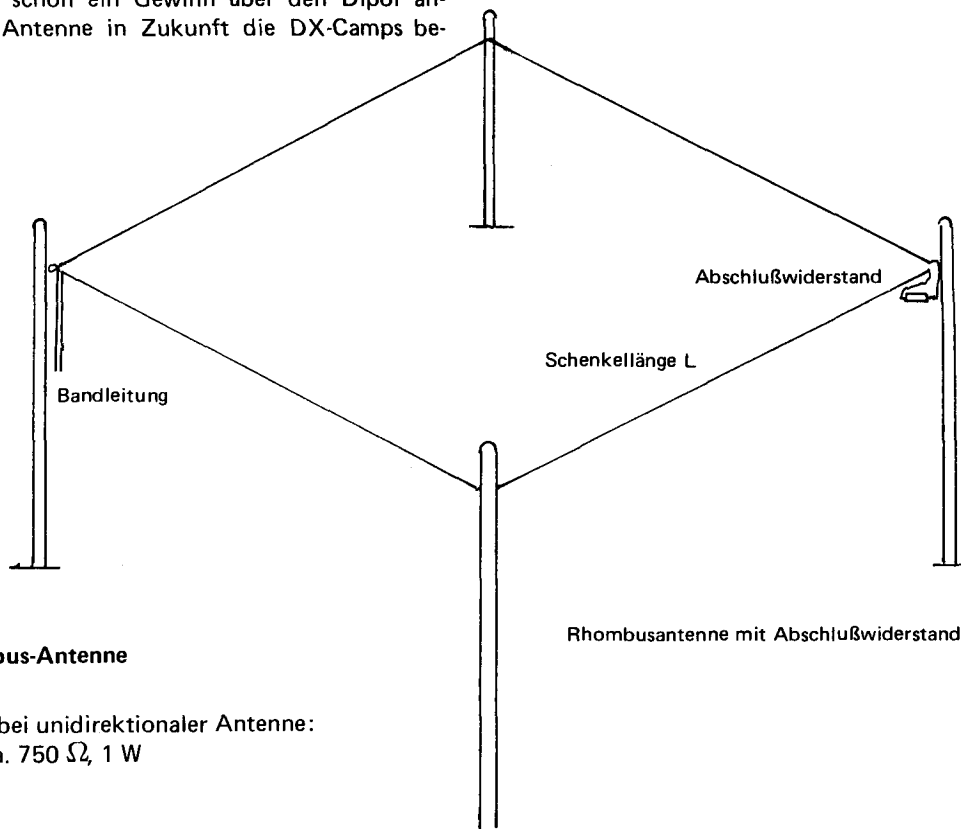 schon ein Gewinn über den Dipol an-
Antenne in Zukunft die DX-Camps be-
Abschlußwiderstand
Schenkellänge L
Bandleitung
Rhombusantenne mit Abschlußwiderstand
bus-Antenne
bei unidirektionaler Antenne:
. 750 Ω, 1 W